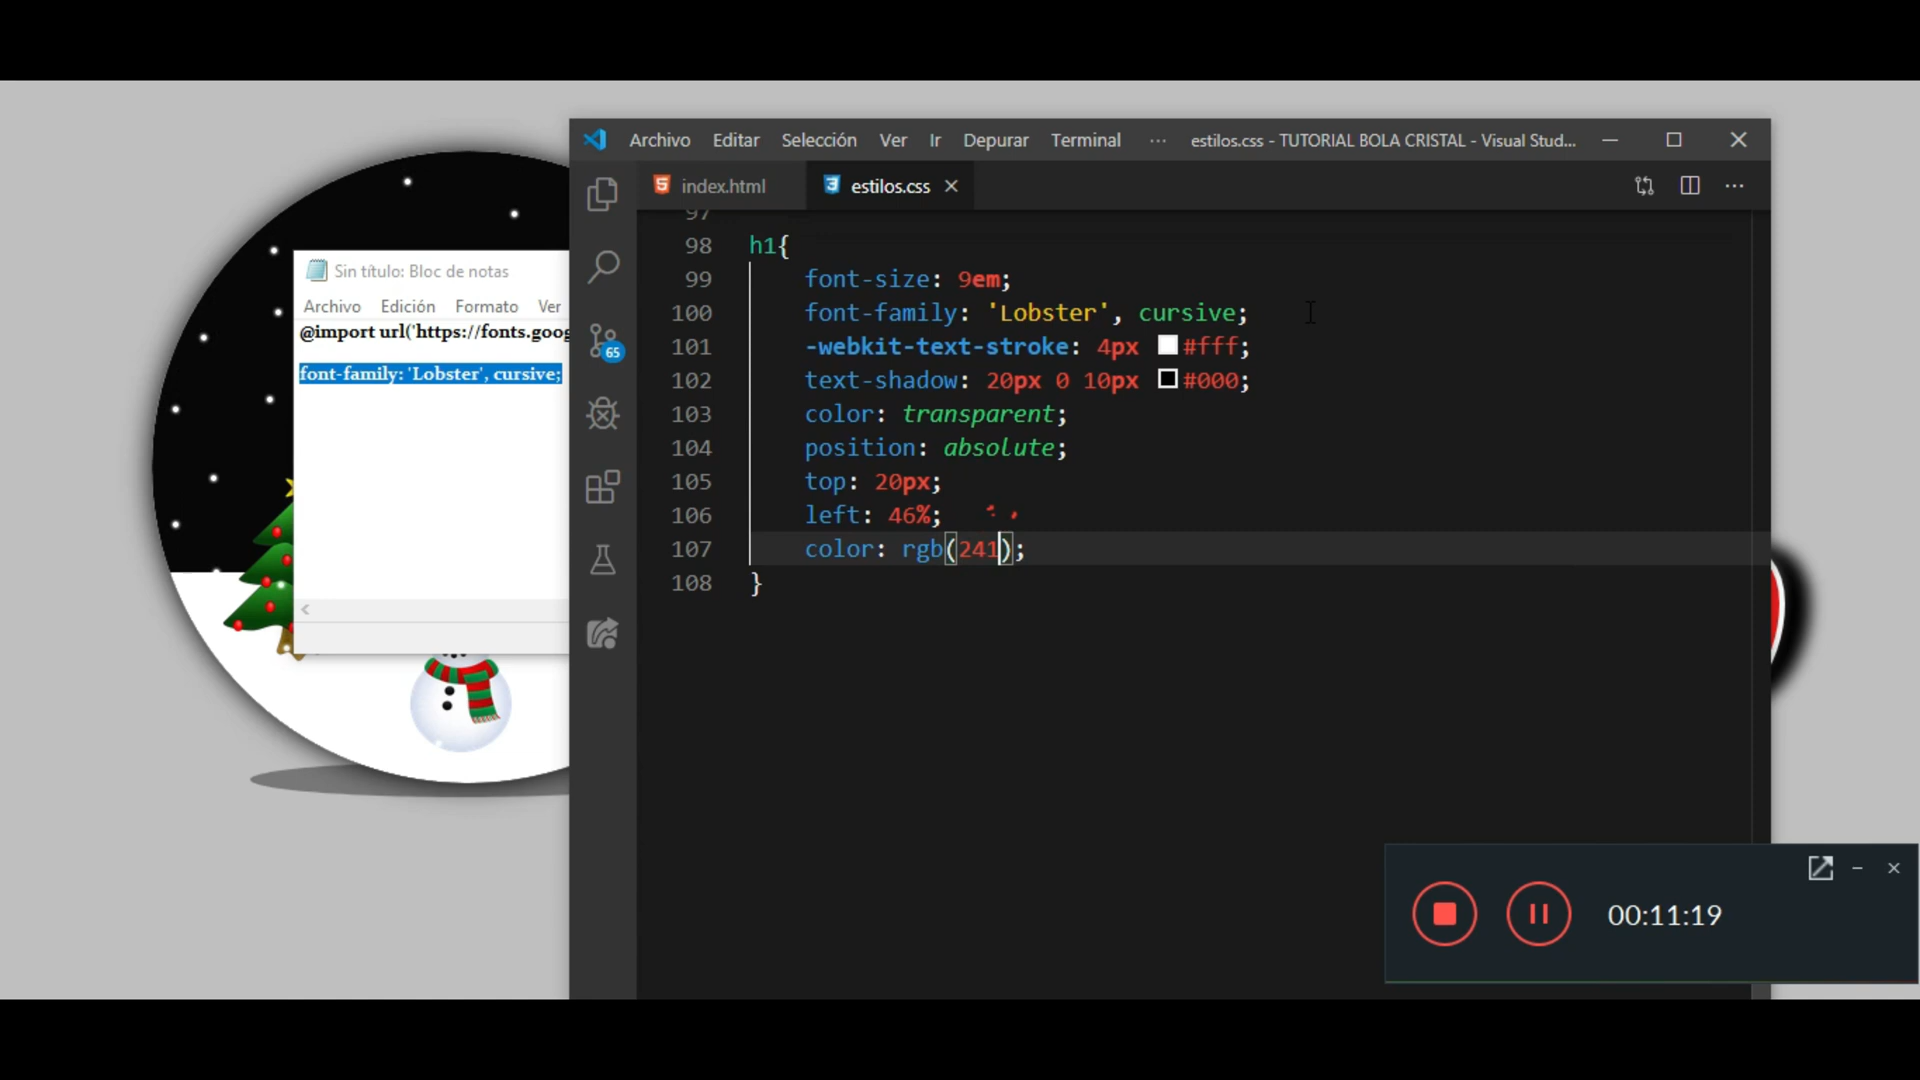 Archivo Editar Selección Ver Ir Depurar Terminal ··· estilos.css - TUTORIAL BOLA CRISTAL - Visual Stud...
index.html estilos.css
Sin título: Bloc de notas
Archivo Edición Formato Ver
@import url('https://fonts.goog
font-family: 'Lobster', cursive;
65
97
98 h1{
99 font-size: 9em;
100 font-family: 'Lobster', cursive;
101 -webkit-text-stroke: 4px #fff;
102 text-shadow: 20px 0 10px #000;
103 color: transparent;
104 position: absolute;
105 top: 20px;
106 left: 46%;
107 color: rgb(241);
108 }
00:11:19